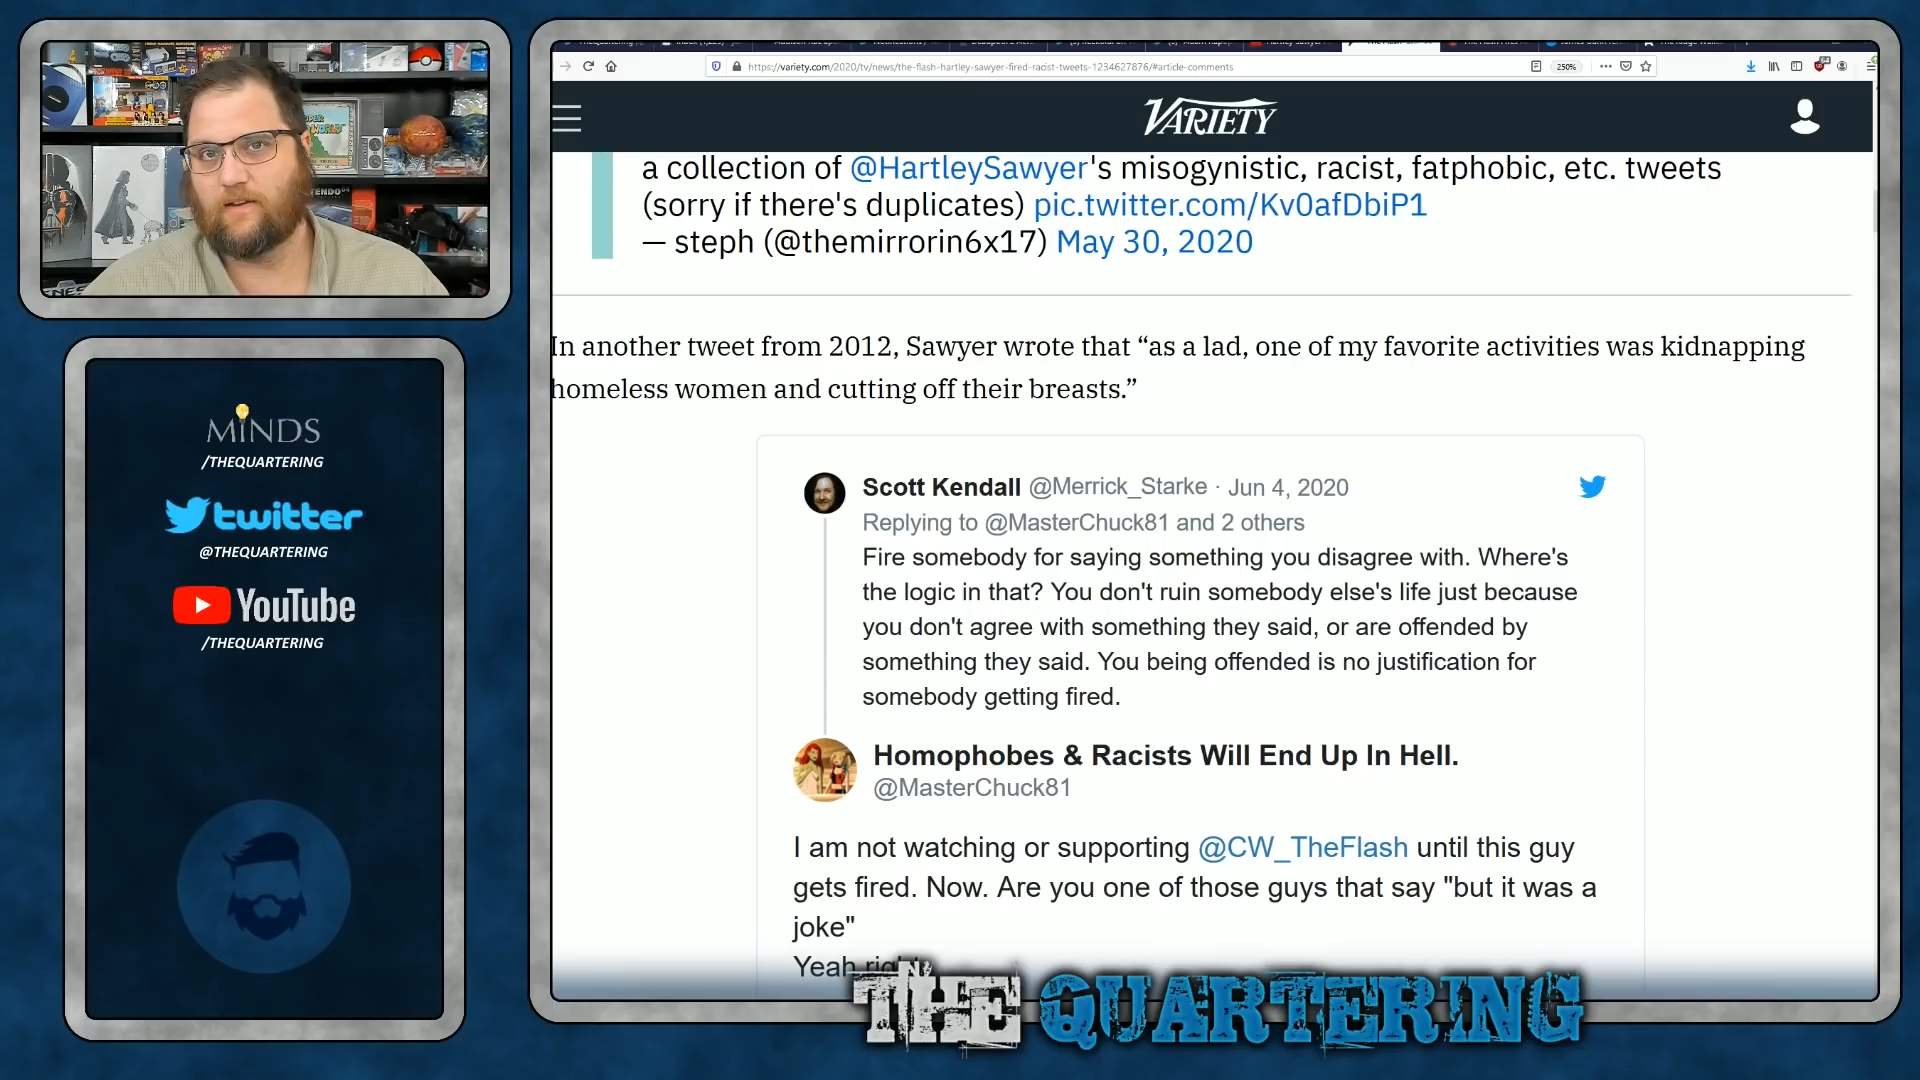 https://variety.com/2020/tv/news/the-flash-hartley-sawyer-fired-racist-tweets-1234627876/#article-comments
250%
VARIETY
a collection of @HartleySawyer's misogynistic, racist, fatphobic, etc. tweets
(sorry if there's duplicates) pic.twitter.com/Kv0afDbiP1
— steph (@themirrorin6x17) May 30, 2020
In another tweet from 2012, Sawyer wrote that “as a lad, one of my favorite activities was kidnapping
homeless women and cutting off their breasts.”
Scott Kendall @Merrick_Starke · Jun 4, 2020
Replying to @MasterChuck81 and 2 others
Fire somebody for saying something you disagree with. Where's
the logic in that? You don't ruin somebody else's life just because
you don't agree with something they said, or are offended by
something they said. You being offended is no justification for
somebody getting fired.
Homophobes & Racists Will End Up In Hell.
@MasterChuck81
I am not watching or supporting @CW_TheFlash until this guy
gets fired. Now. Are you one of those guys that say "but it was a
joke"
Yeah right
MINDS
/THEQUARTERING
twitter
@THEQUARTERING
YouTube
/THEQUARTERING
THE QUARTERING